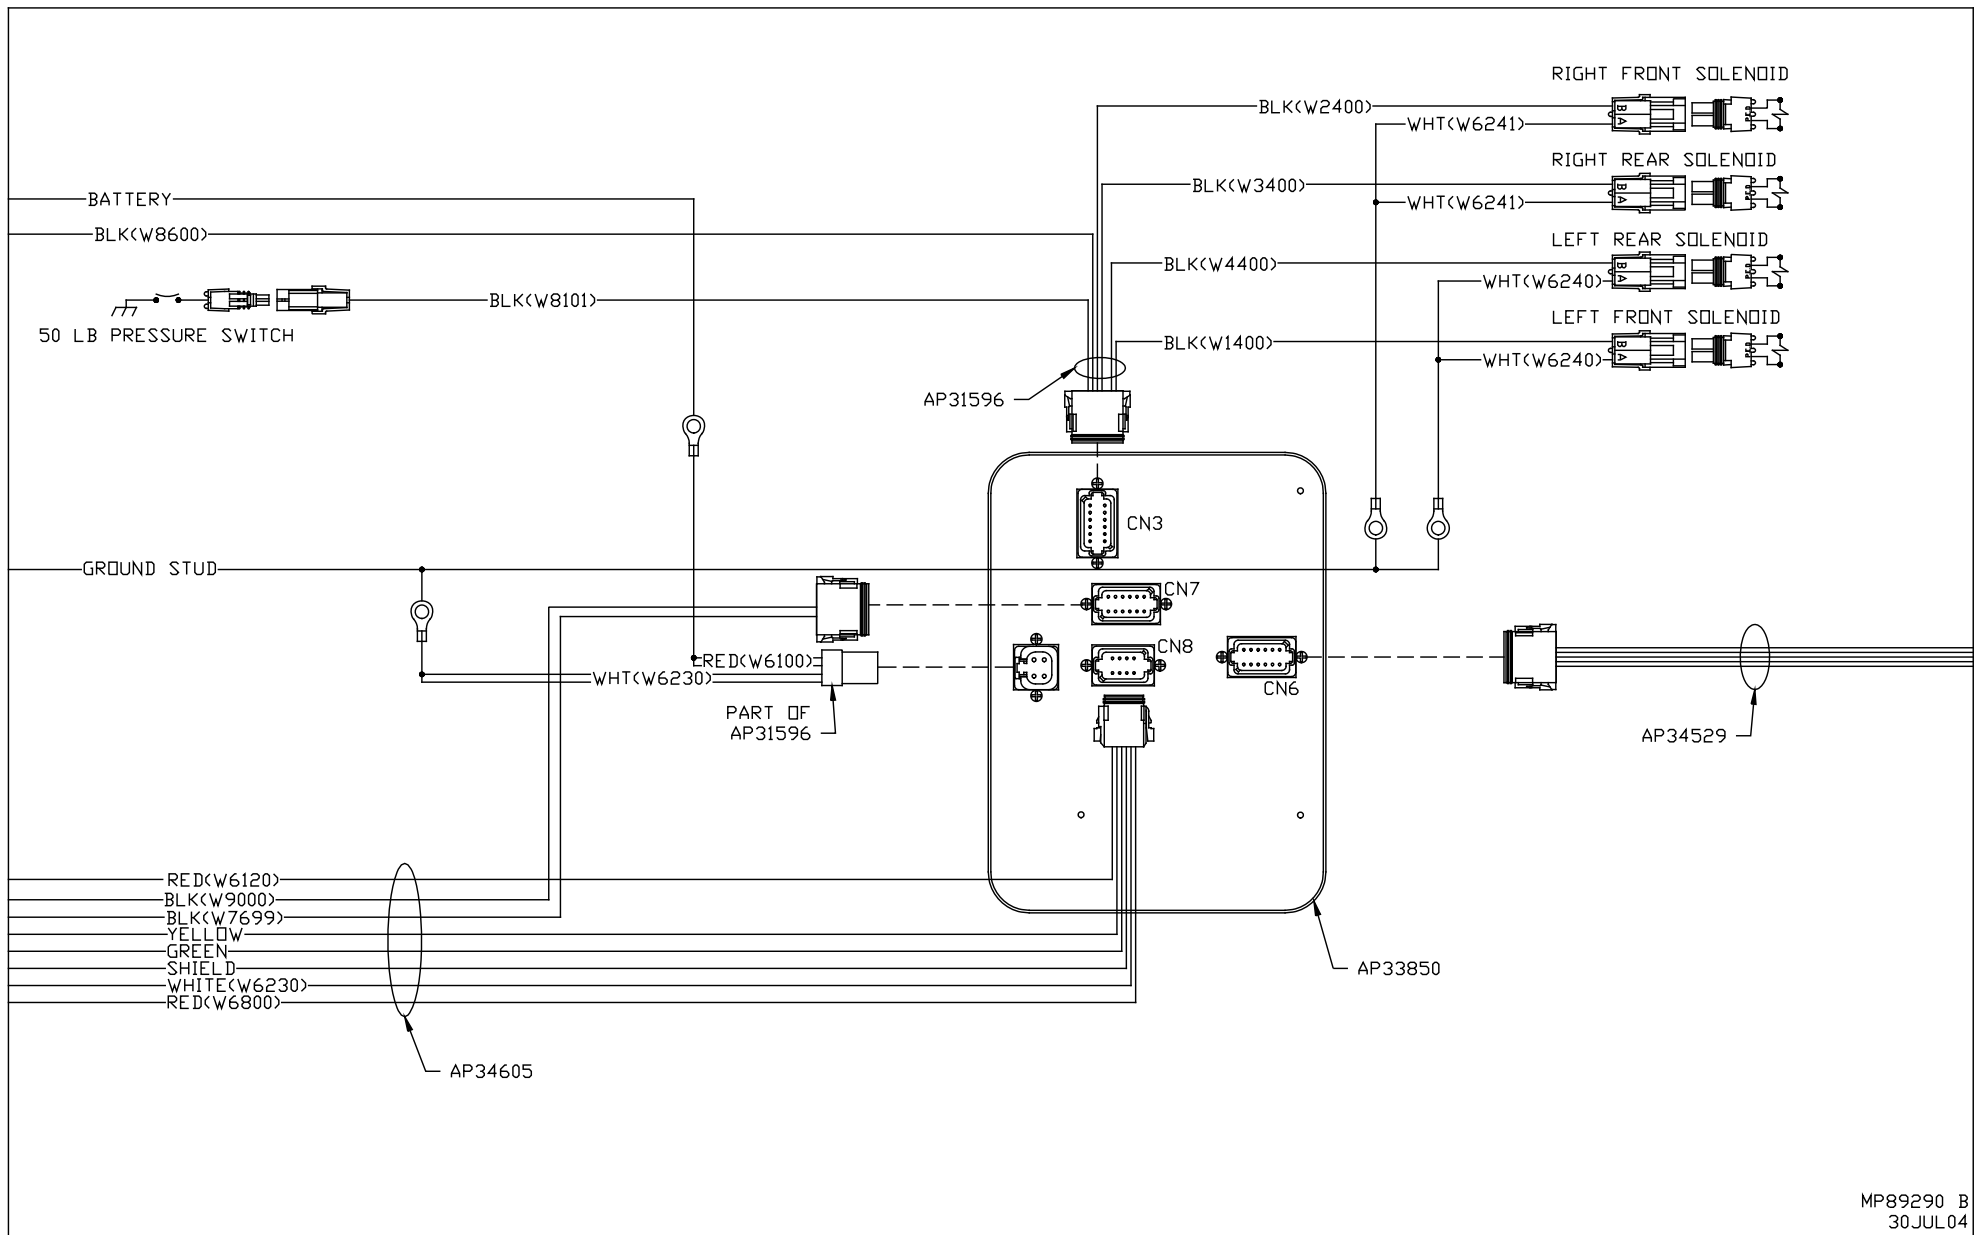 RIGHT FRONT SOLENOID
BLK(W2400)
B
A
WHT(W6241)
RIGHT REAR SOLENOID
BLK(W3400)
B
A
WHT(W6241)
BATTERY
BLK(W8600)
LEFT REAR SOLENOID
BLK(W4400)
B
A
WHT(W6240)
BLK(W8101)
50 LB PRESSURE SWITCH
LEFT FRONT SOLENOID
BLK(W1400)
B
A
WHT(W6240)
AP31596
CN3
GROUND STUD
CN7
CN8
RED(W6100)
WHT(W6230)
CN6
PART OF
AP31596
AP34529
RED(W6120)
BLK(W9000)
BLK(W7699)
YELLOW
GREEN
SHIELD
WHITE(W6230)
RED(W6800)
AP33850
AP34605
MP89290 B
30JUL04